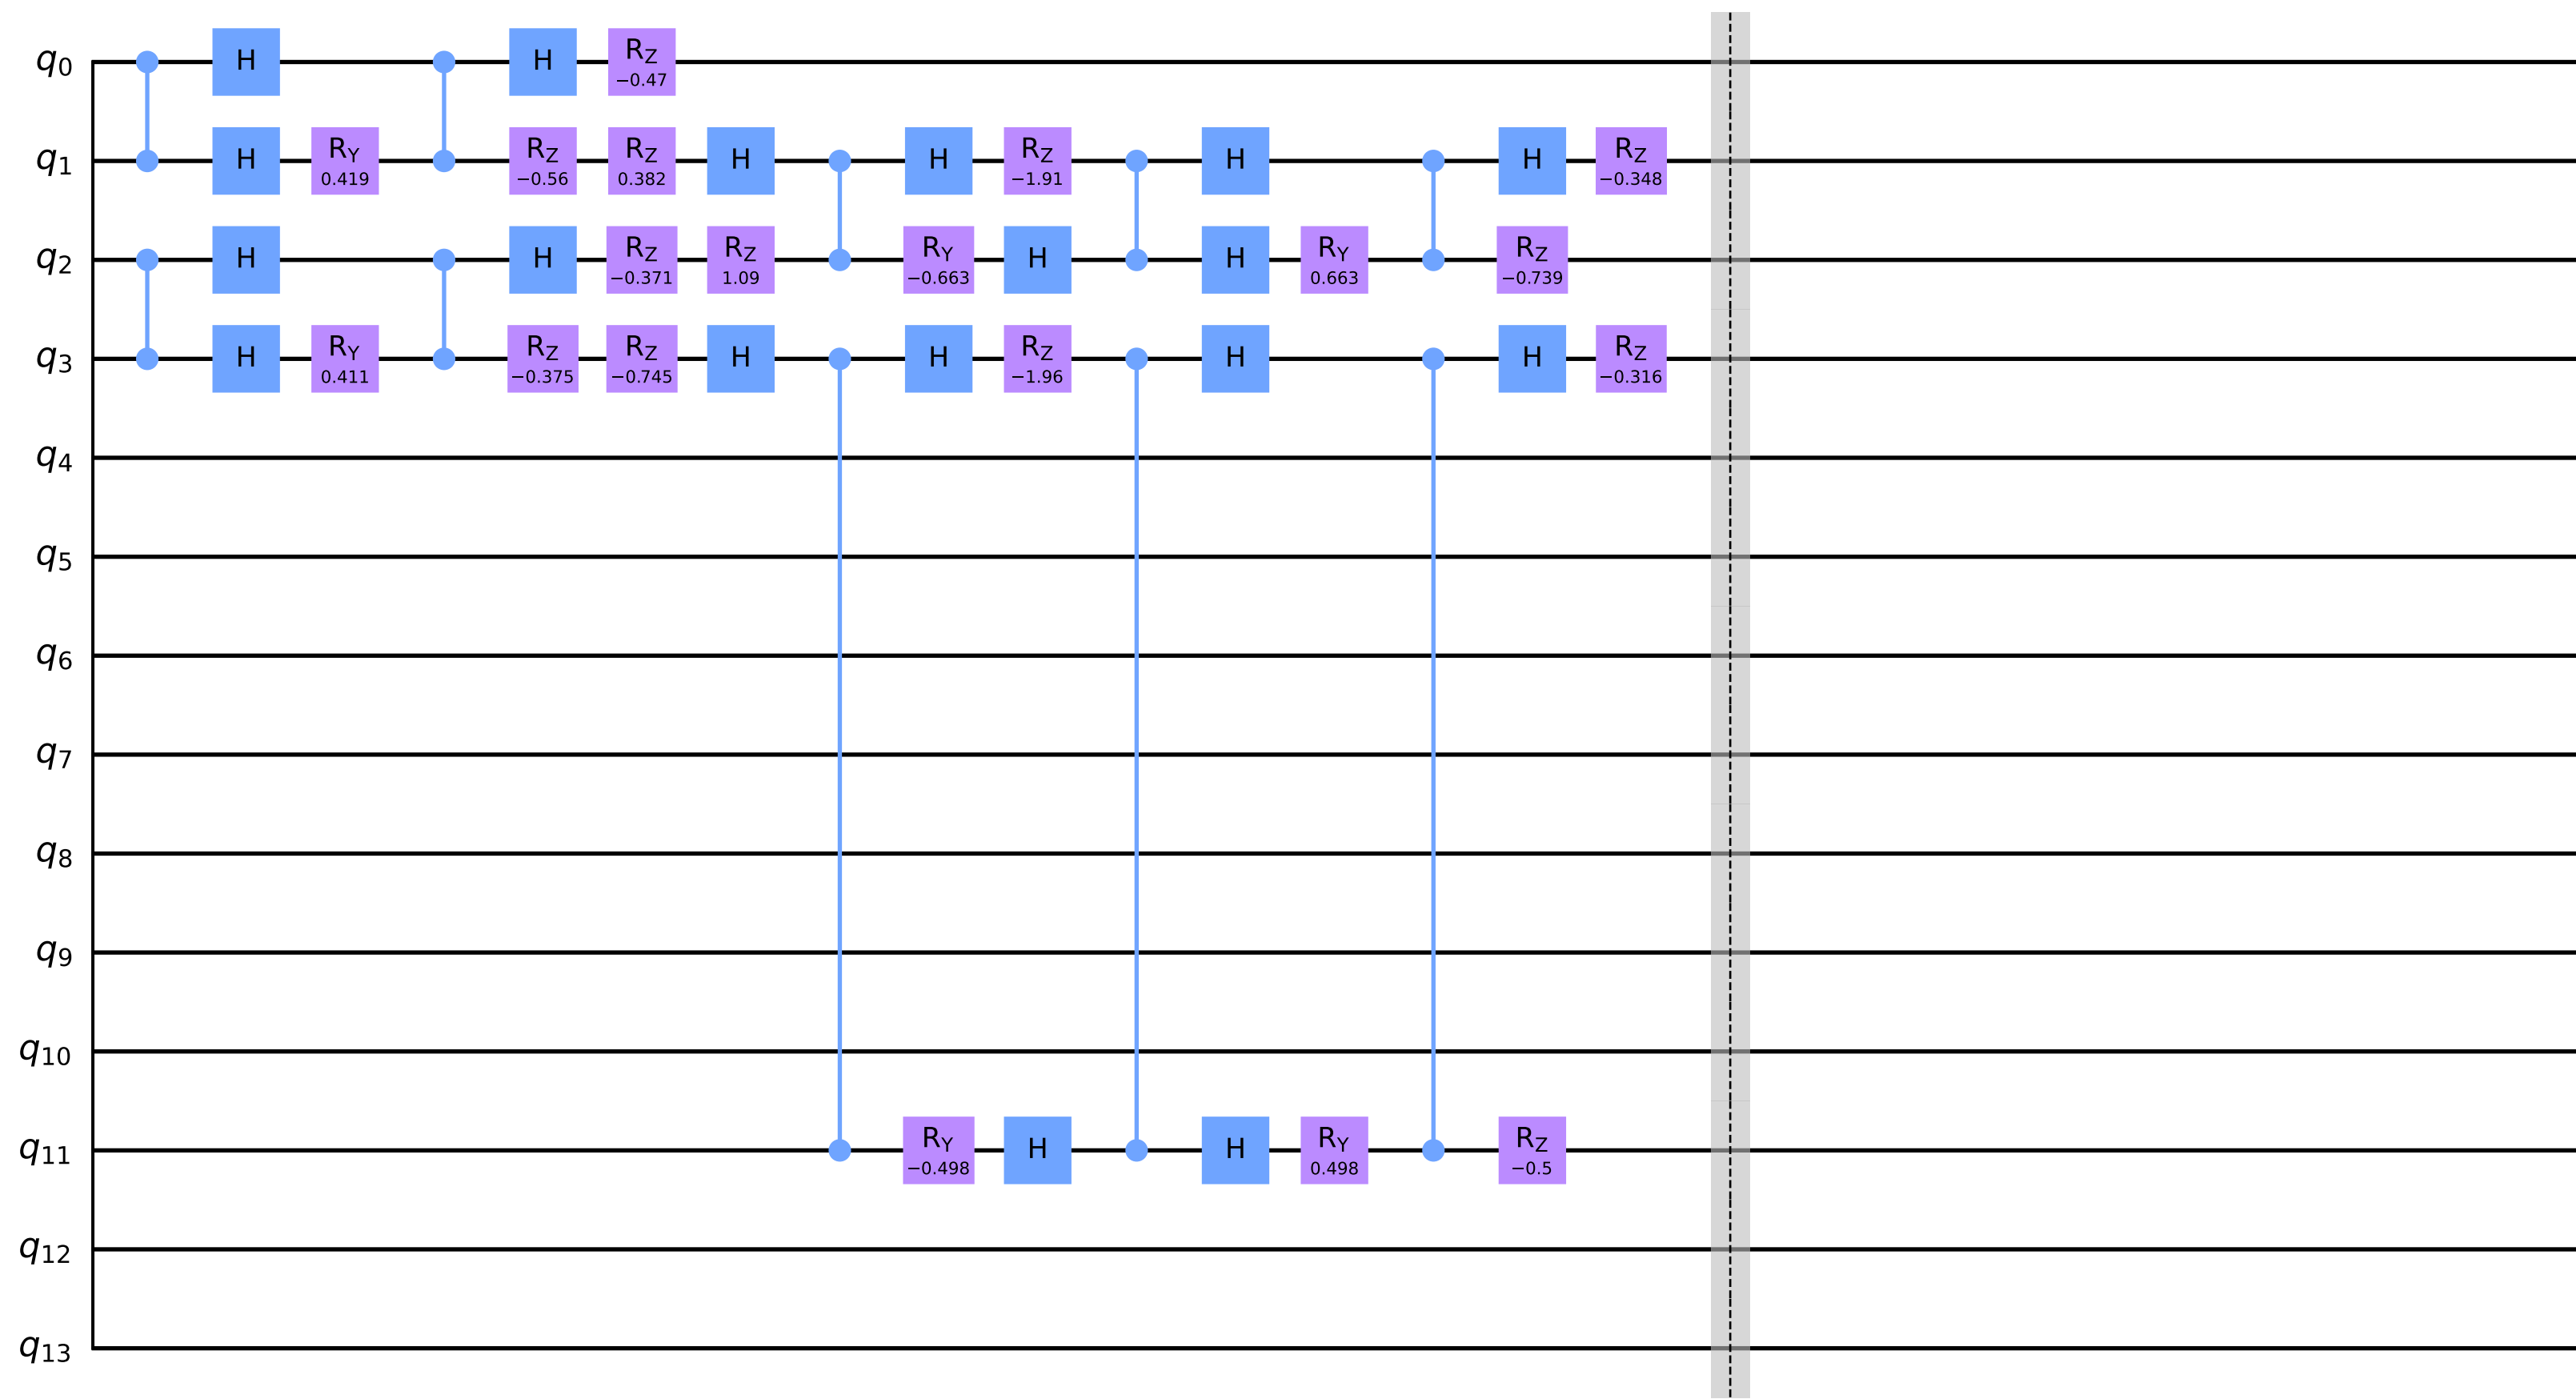 q0 H H RZ −0.47
q1 H RY 0.419 RZ −0.56 RZ 0.382 H H RZ −1.91 H H RZ −0.348
q2 H H RZ −0.371 RZ 1.09 RY −0.663 H H RY 0.663 RZ −0.739
q3 H RY 0.411 RZ −0.375 RZ −0.745 H H RZ −1.96 H H RZ −0.316
q4
q5
q6
q7
q8
q9
q10
q11 RY −0.498 H H RY 0.498 RZ −0.5
q12
q13